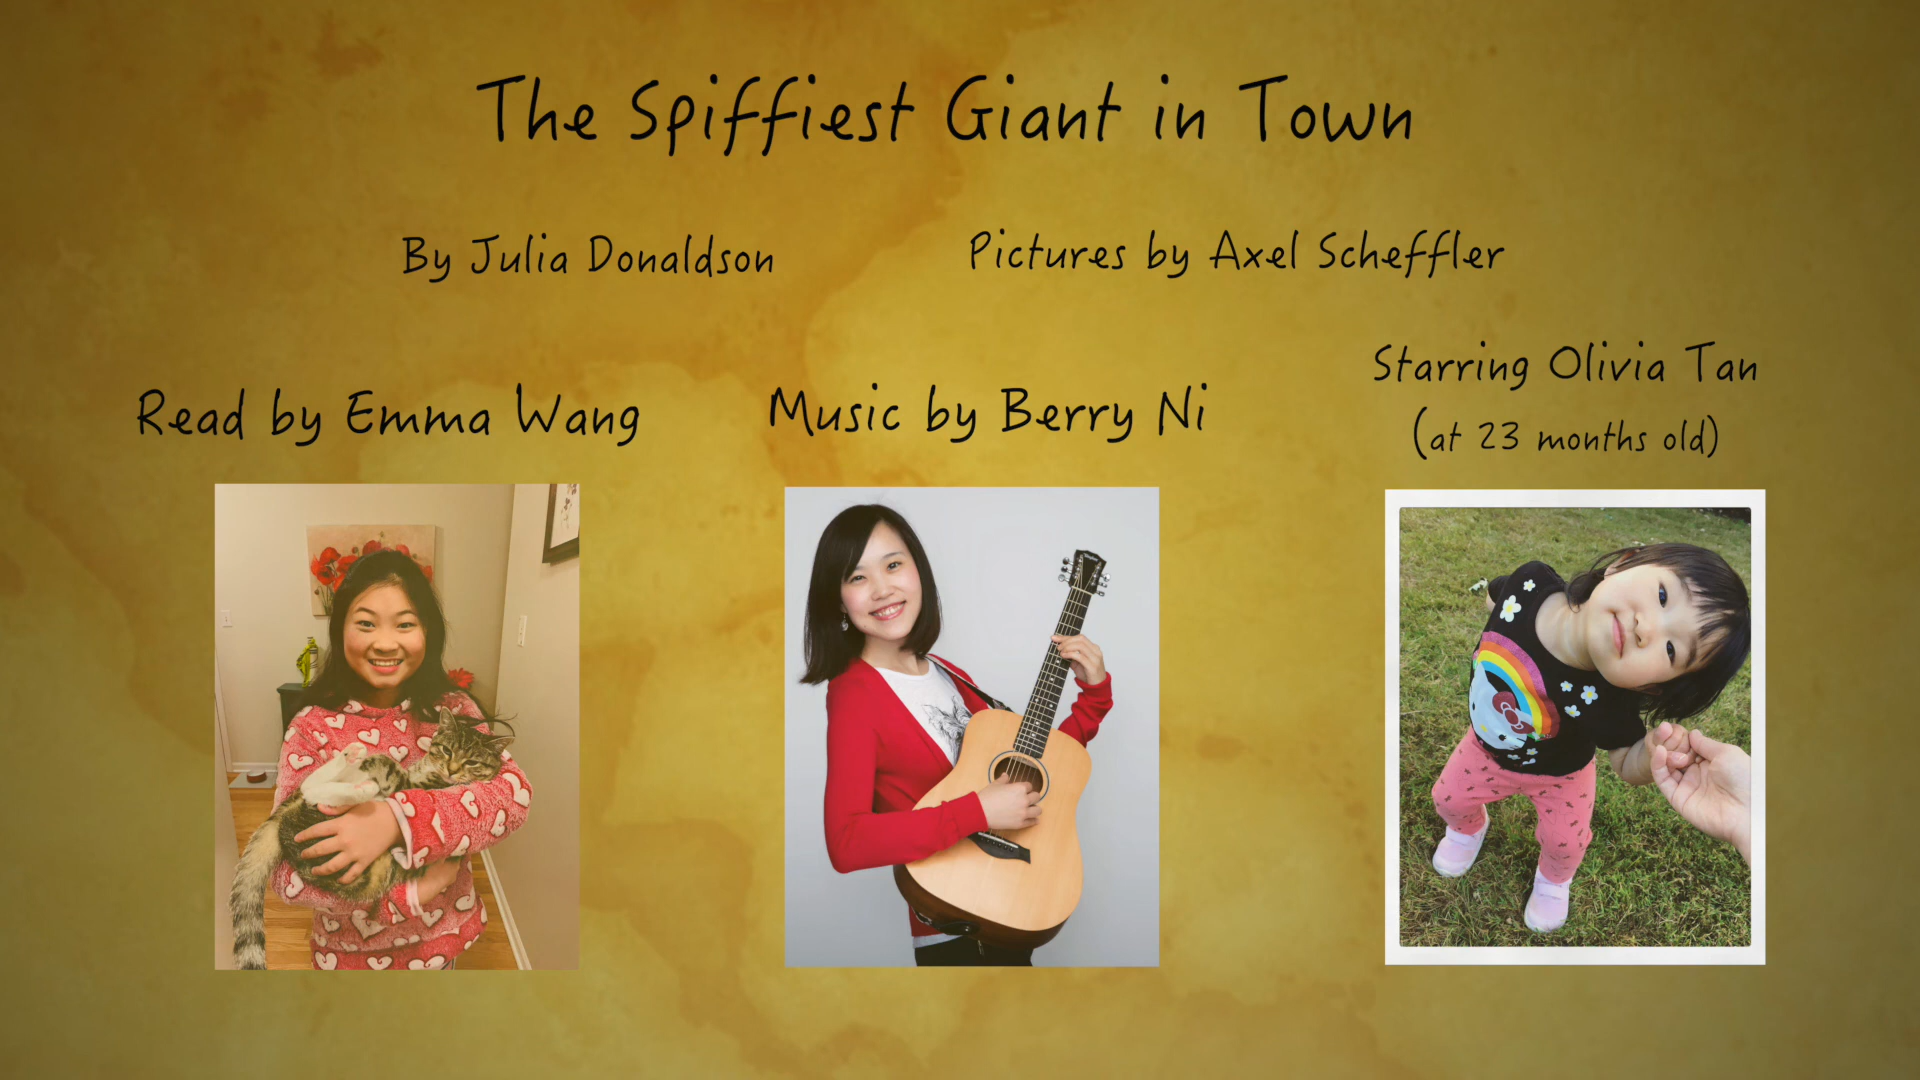 The Spiffiest Giant in Town
By Julia Donaldson
Pictures by Axel Scheffler
Read by Emma Wang
Music by Berry Ni
Starring Olivia Tan
(at 23 months old)